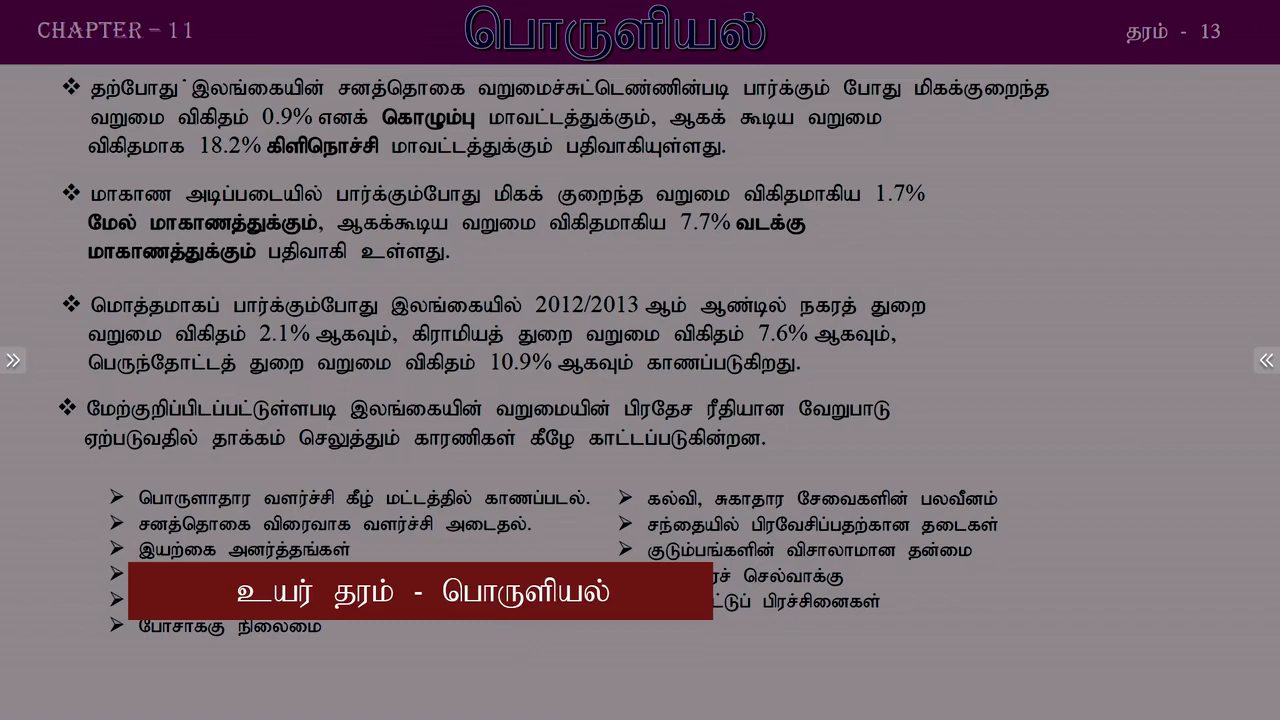 CHAPTER – 11
பொருளியல்
தரம் - 13
❖ தற்போது இலங்கையின் சனத்தொகை வறுமைச்சுட்டெண்ணின்படி பார்க்கும் போது மிகக்குறைந்த
வறுமை விகிதம் 0.9% எனக் கொழும்பு மாவட்டத்துக்கும், ஆகக் கூடிய வறுமை
விகிதமாக 18.2% கிளிநொச்சி மாவட்டத்துக்கும் பதிவாகியுள்ளது.
❖ மாகாண அடிப்படையில் பார்க்கும்போது மிகக் குறைந்த வறுமை விகிதமாகிய 1.7%
மேல் மாகாணத்துக்கும், ஆகக்கூடிய வறுமை விகிதமாகிய 7.7% வடக்கு
மாகாணத்துக்கும் பதிவாகி உள்ளது.
❖ மொத்தமாகப் பார்க்கும்போது இலங்கையில் 2012/2013 ஆம் ஆண்டில் நகரத் துறை
வறுமை விகிதம் 2.1% ஆகவும், கிராமியத் துறை வறுமை விகிதம் 7.6% ஆகவும்,
பெருந்தோட்டத் துறை வறுமை விகிதம் 10.9% ஆகவும் காணப்படுகிறது.
❖ மேற்குறிப்பிடப்பட்டுள்ளபடி இலங்கையின் வறுமையின் பிரதேச ரீதியான வேறுபாடு
ஏற்படுவதில் தாக்கம் செலுத்தும் காரணிகள் கீழே காட்டப்படுகின்றன.
➢ பொருளாதார வளர்ச்சி கீழ் மட்டத்தில் காணப்படல்.
➢ சனத்தொகை விரைவாக வளர்ச்சி அடைதல்.
➢ இயற்கை அனர்த்தங்கள்
➢ போசாக்கு நிலைமை
➢ கல்வி, சுகாதார சேவைகளின் பலவீனம்
➢ சந்தையில் பிரவேசிப்பதற்கான தடைகள்
➢ குடும்பங்களின் விசாலாமான தன்மை
செல்வாக்கு
பிரச்சினைகள்
உயர் தரம் - பொருளியல்